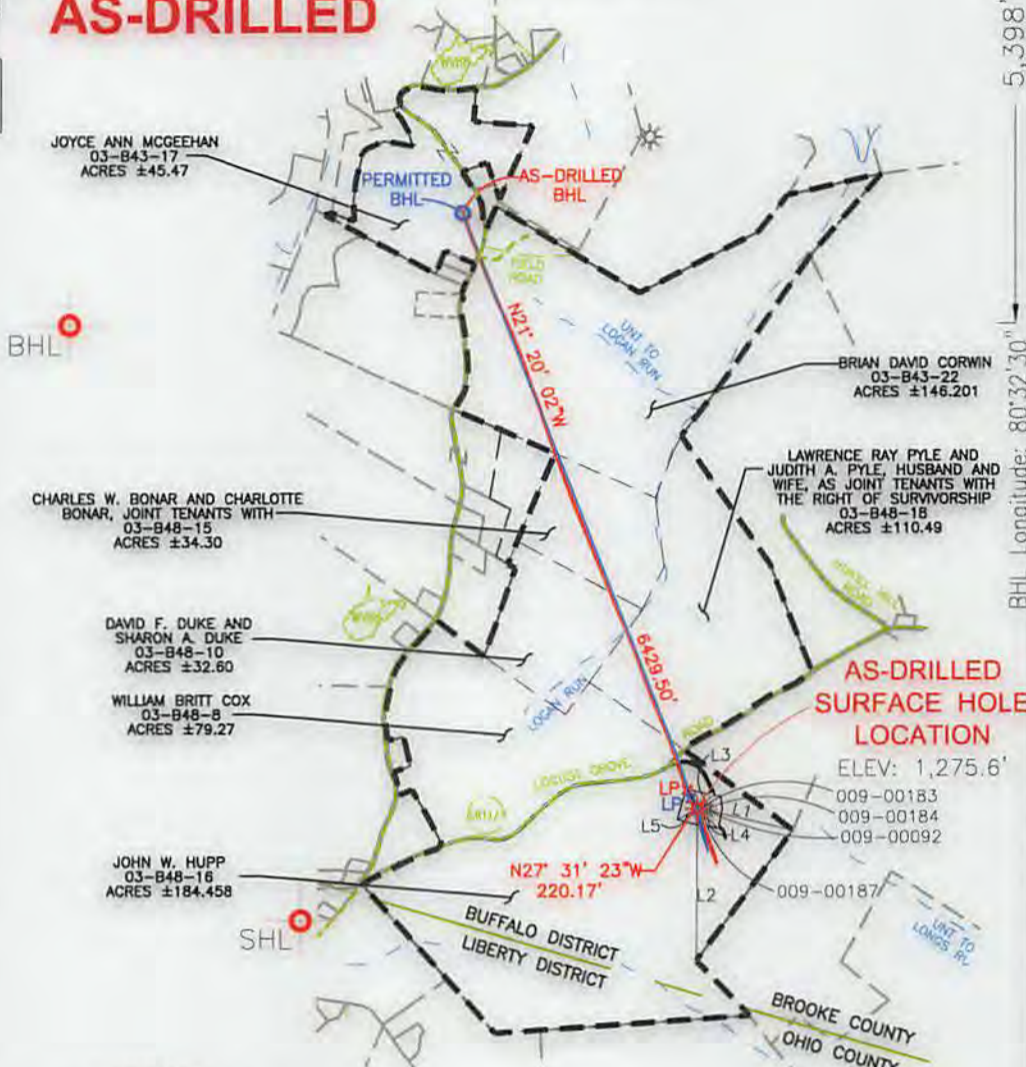 AS-DRILLED
5,398'
JOYCE ANN MCGEEHAN
03-B43-17
ACRES ±45.47
PERMITTED
BHL
AS-DRILLED
BHL
FIELD
ROAD
BHL
N21° 20' 02"W
UNT TO
LOGAN RUN
BRIAN DAVID CORWIN
03-B43-22
ACRES ±146.201
BHL Longitude: 80°32'30"
LAWRENCE RAY PYLE AND
JUDITH A. PYLE, HUSBAND AND
WIFE, AS JOINT TENANTS WITH
THE RIGHT OF SURVIVORSHIP
03-B48-18
ACRES ±110.49
CHARLES W. BONAR AND CHARLOTTE
BONAR, JOINT TENANTS WITH
03-B48-15
ACRES ±34.30
DAVID F. DUKE AND
SHARON A. DUKE
03-B48-10
ACRES ±32.60
6429.50'
WILLIAM BRITT COX
03-B48-8
ACRES ±79.27
LOGAN RUN
AS-DRILLED
SURFACE HOLE
LOCATION
ELEV: 1,275.6'
LOCUST GROVE
ROAD
L3
LP
LP
L1
L5
L4
009-00183
009-00184
009-00092
009-00187
N27° 31' 23"W
220.17'
L2
JOHN W. HUPP
03-B48-16
ACRES ±184.458
SHL
BUFFALO DISTRICT
LIBERTY DISTRICT
UNT TO
BROOKE COUNTY
OHIO COUNTY